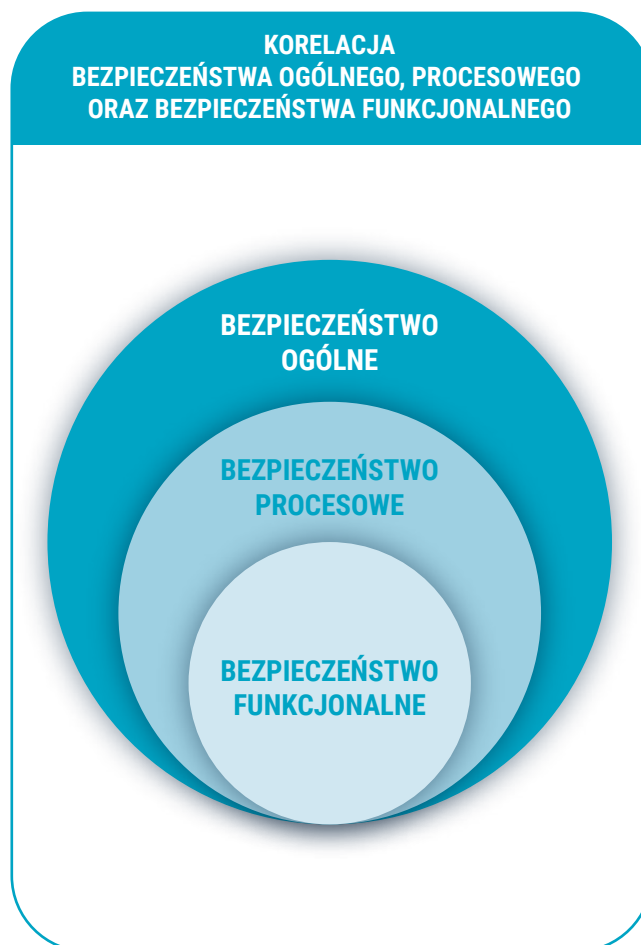 KORELACJA
BEZPIECZEŃSTWA OGÓLNEGO, PROCESOWEGO
ORAZ BEZPIECZEŃSTWA FUNKCJONALNEGO
BEZPIECZEŃSTWO
OGÓLNE
BEZPIECZEŃSTWO
PROCESOWE
BEZPIECZEŃSTWO
FUNKCJONALNE